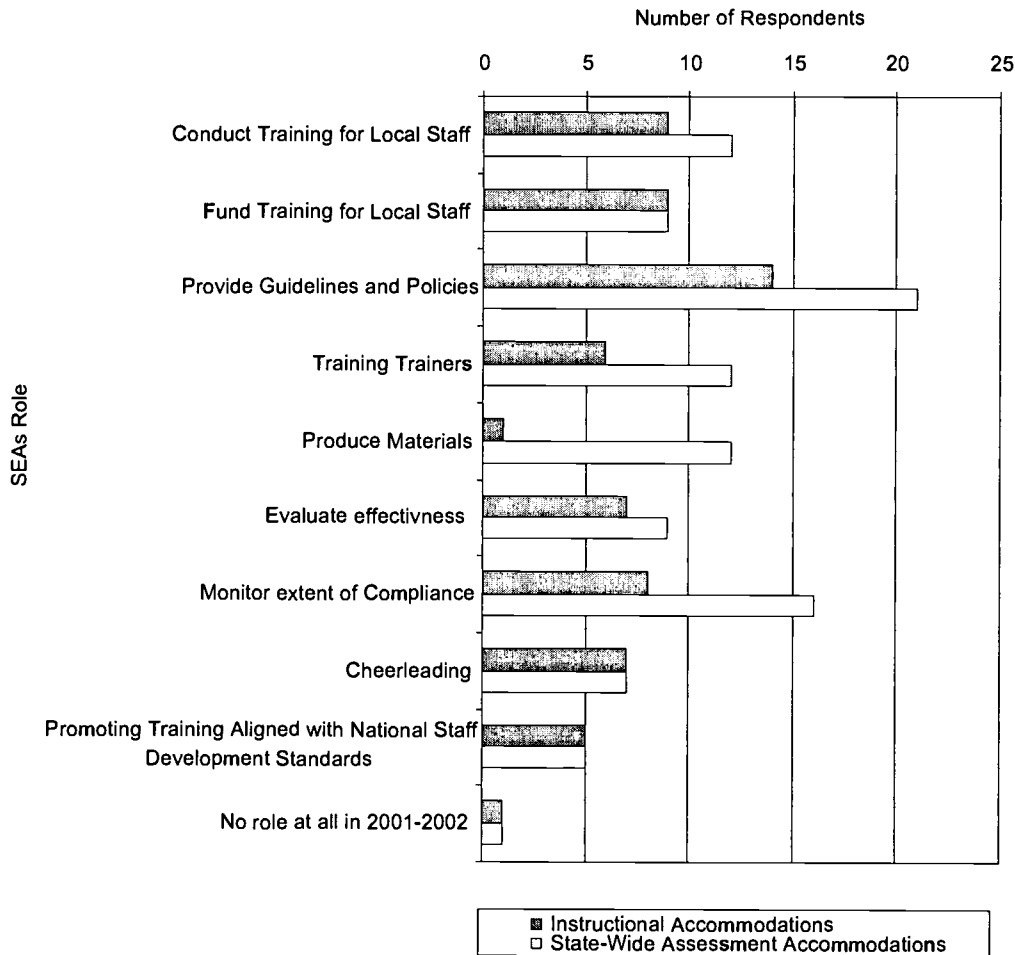 Number of Respondents
0 5 10 15 20 25
SEAs Role
Conduct Training for Local Staff
Fund Training for Local Staff
Provide Guidelines and Policies
Training Trainers
Produce Materials
Evaluate effectivness
Monitor extent of Compliance
Cheerleading
Promoting Training Aligned with National Staff
Development Standards
No role at all in 2001-2002
Instructional Accommodations
State-Wide Assessment Accommodations